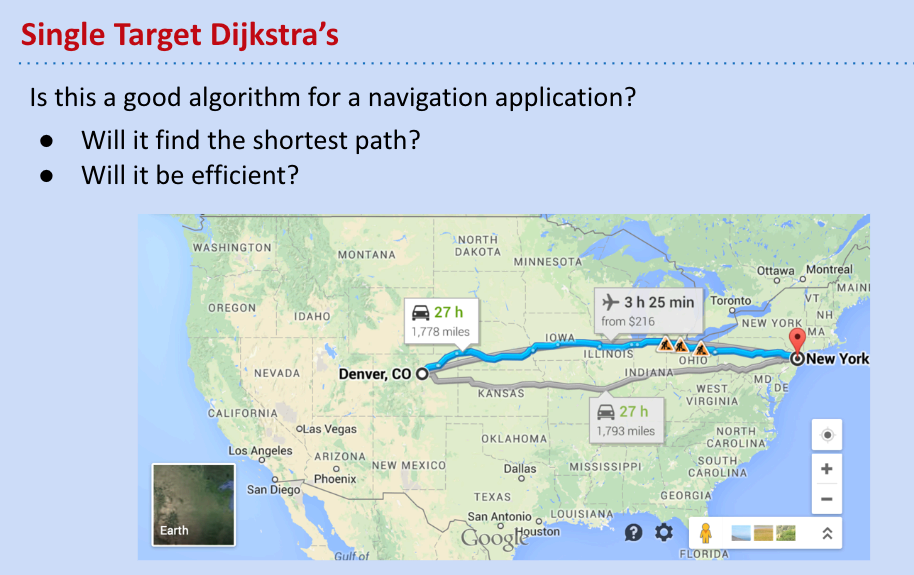 Single Target Dijkstra's
Is this a good algorithm for a navigation application?
● Will it find the shortest path?
● Will it be efficient?
WASHINGTON
MONTANA
NORTH
DAKOTA
MINNESOTA
Ottawa
Montreal
MAINE
VT
NH
MA
OREGON
IDAHO
27 h
1,778 miles
3 h 25 min
from $216
Toronto
NEW YORK
IOWA
ILLINOIS
OHIO
INDIANA
Denver, CO
New York
NEVADA
KANSAS
WEST
VIRGINIA
MD
DE
27 h
1,793 miles
CALIFORNIA
Las Vegas
OKLAHOMA
NORTH
CAROLINA
Los Angeles
ARIZONA
NEW MEXICO
Phoenix
San Diego
Dallas
MISSISSIPPI
SOUTH
CAROLINA
TEXAS
GEORGIA
San Antonio
Houston
LOUISIANA
Earth
Google
Gulf of
FLORIDA